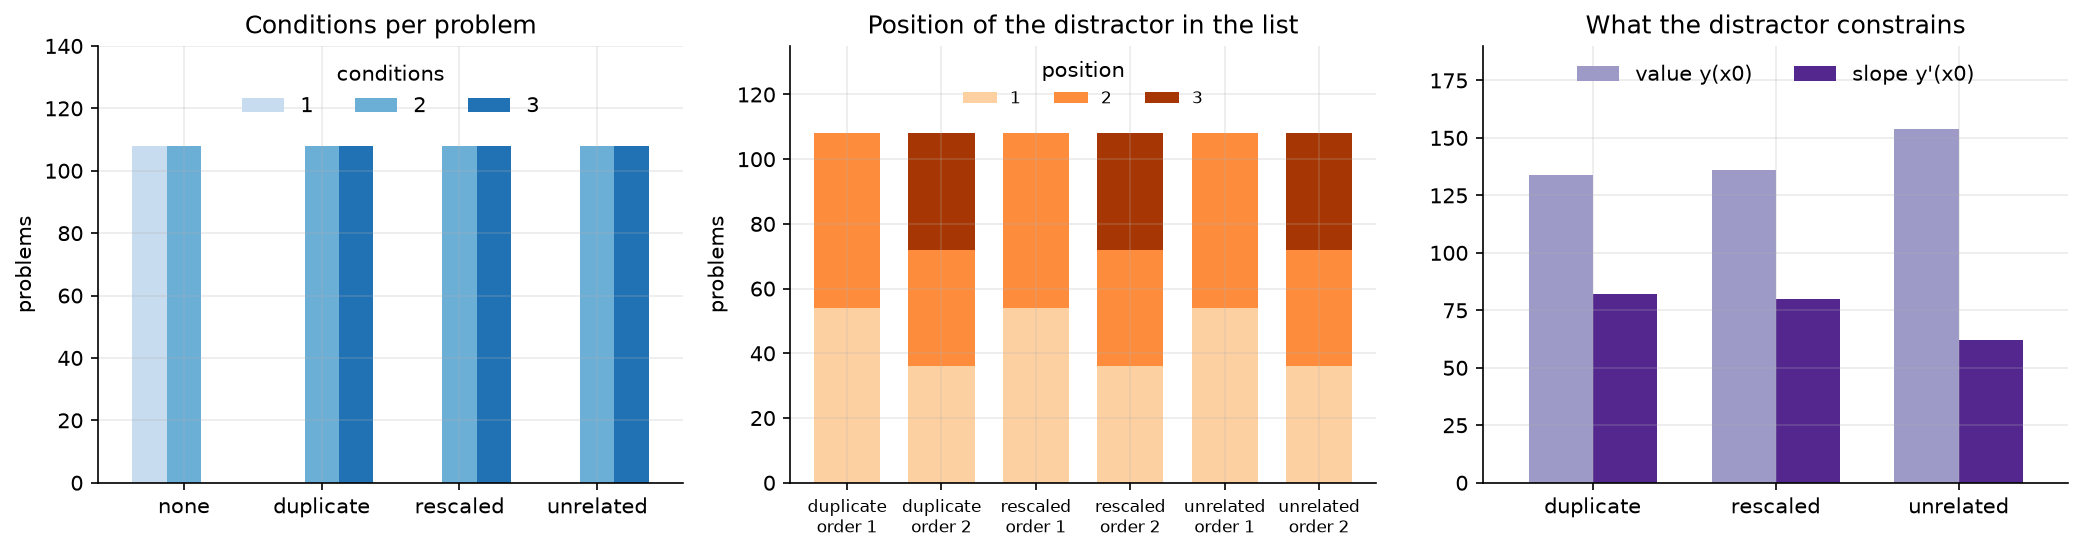 Conditions per problem
problems
140
120
100
80
60
40
20
0
conditions
1 2 3
none duplicate rescaled unrelated
Position of the distractor in the list
problems
120
100
80
60
40
20
0
position
1 2 3
duplicate duplicate rescaled rescaled unrelated unrelated
order 1 order 2 order 1 order 2 order 1 order 2
What the distractor constrains
175
150
125
100
75
50
25
0
value y(x0) slope y'(x0)
duplicate rescaled unrelated